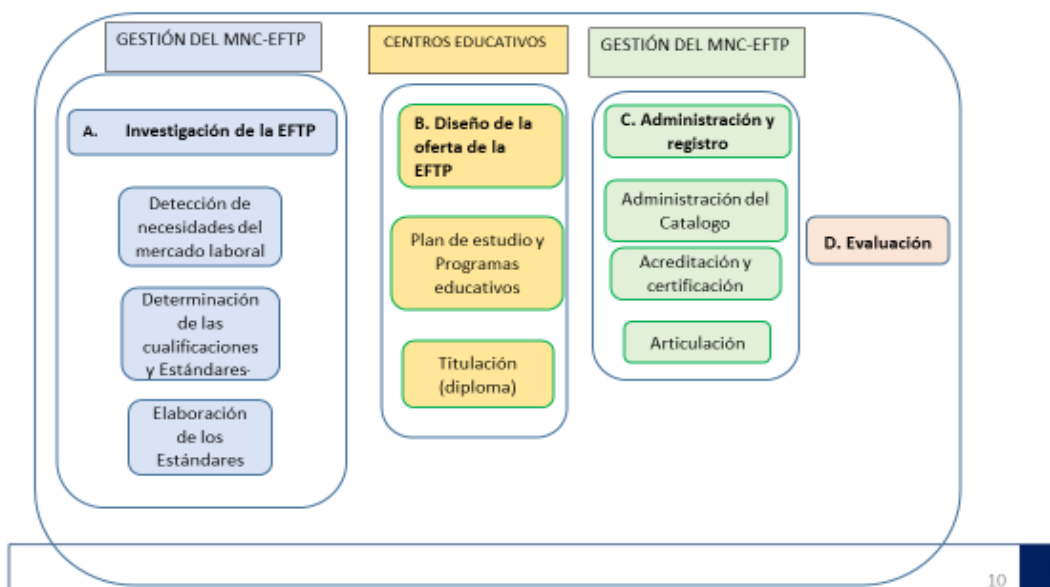 GESTIÓN DEL MNC-EFTP
A. Investigación de la EFTP
Detección de
necesidades del
mercado laboral
Determinación
de las
cualificaciones
y Estándares-
Elaboración
de los
Estándares
CENTROS EDUCATIVOS
B. Diseño de la
oferta de la
EFTP
Plan de estudio y
Programas
educativos
Titulación
(diploma)
GESTIÓN DEL MNC-EFTP
C. Administración y
registro
Administración del
Catalogo
Acreditación y
certificación
Articulación
D. Evaluación
10